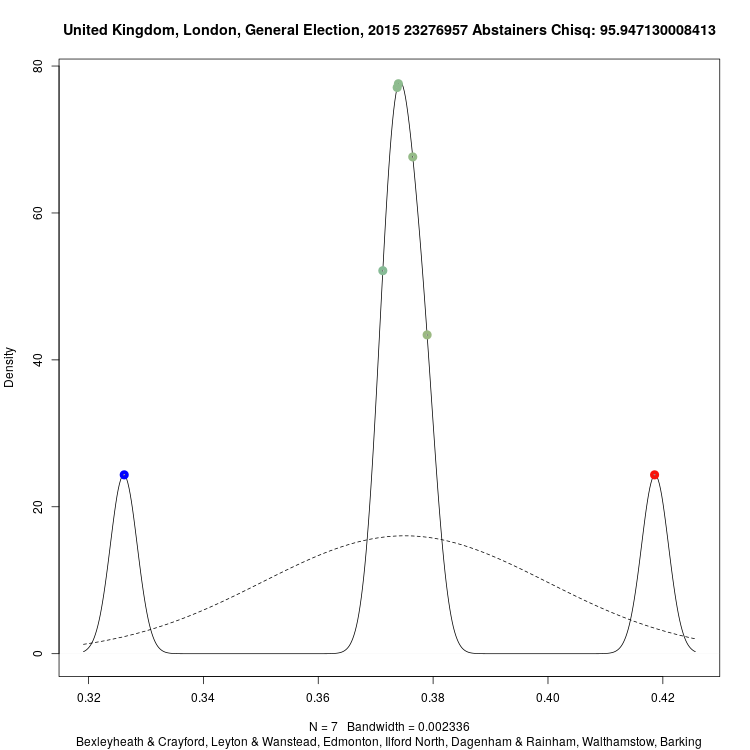 United Kingdom, London, General Election, 2015 23276957 Abstainers Chisq: 95.947130008413
80
60
40
20
0
Density
0.32 0.34 0.36 0.38 0.40 0.42
N = 7 Bandwidth = 0.002336
Bexleyheath & Crayford, Leyton & Wanstead, Edmonton, Ilford North, Dagenham & Rainham, Walthamstow, Barking